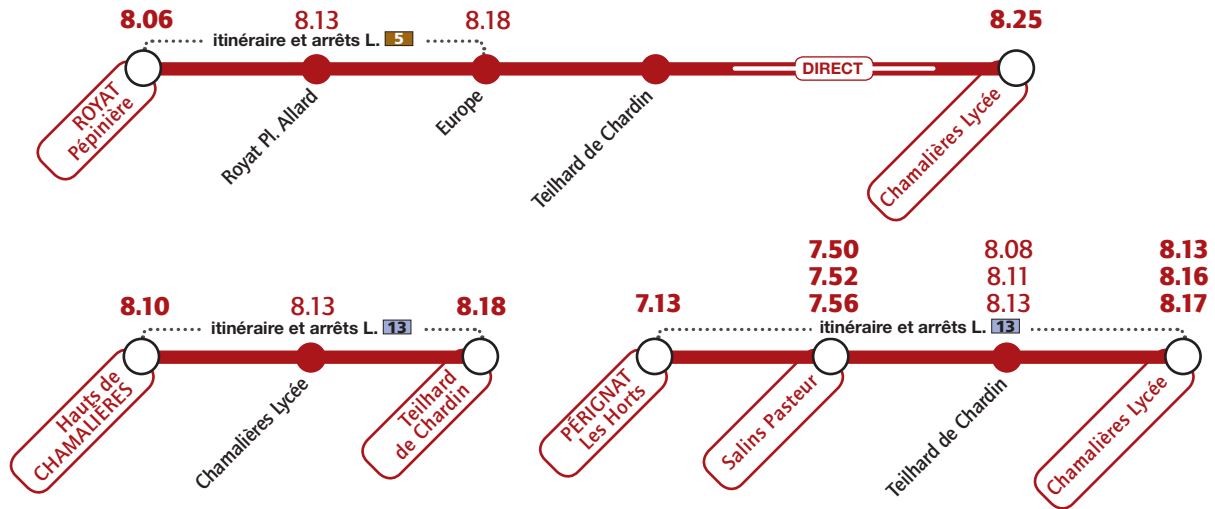 8.06 8.13 8.18 8.25
itinéraire et arrêts L. 5
DIRECT
ROYAT
Pépinière
Royat Pl. Allard
Europe
Teilhard de Chardin
Chamalières Lycée
8.10 8.13 8.18
itinéraire et arrêts L. 13
Hauts de
CHAMALIÈRES
Chamalières Lycée
Teilhard
de Chardin
7.50 8.08 8.13
7.52 8.11 8.16
7.13 7.56 8.13 8.17
itinéraire et arrêts L. 13
PÉRIGNAT
Les Horts
Salins Pasteur
Teilhard de Chardin
Chamalières Lycée